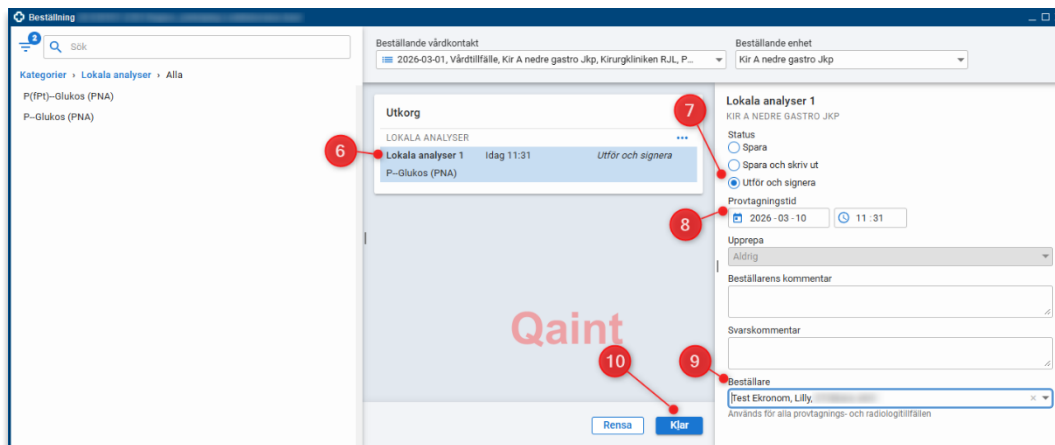 Beställning
2
Sök
Kategorier › Lokala analyser › Alla
P(fPt)–Glukos (PNA)
P–Glukos (PNA)
Beställande vårdkontakt
2026-03-01, Vårdtillfälle, Kir A nedre gastro Jkp, Kirurgkliniken RJL, P...
Beställande enhet
Kir A nedre gastro Jkp
Utkorg
LOKALA ANALYSER
6
Lokala analyser 1 Idag 11:31 Utför och signera
P–Glukos (PNA)
Qaint
10
Rensa
Klar
Lokala analyser 1
7
KIR A NEDRE GASTRO JKP
Status
Spara
Spara och skriv ut
Utför och signera
Provtagningstid
8
2026-03-10 11:31
Upprepa
Aldrig
Beställarens kommentar
Svarskommentar
9
Beställare
Test Ekronom, Lilly,
Används för alla provtagnings- och radiologitillfällen